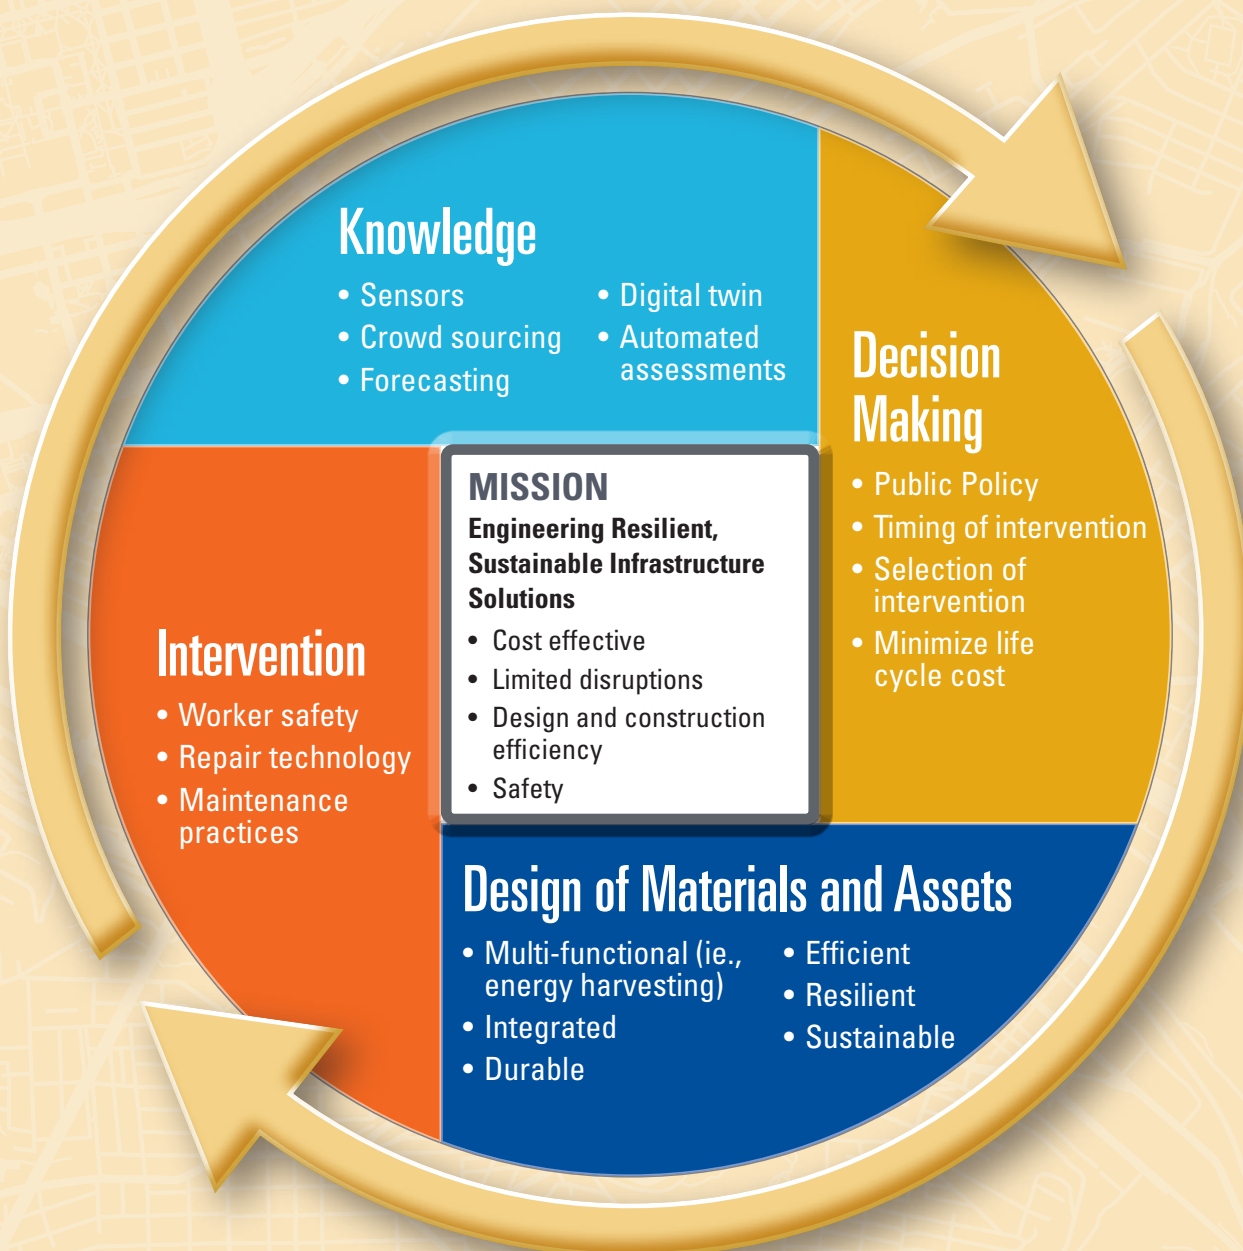 Knowledge
• Sensors
• Crowd sourcing
• Forecasting
• Digital twin
• Automated
assessments
Decision
Making
• Public Policy
• Timing of intervention
• Selection of
intervention
• Minimize life
cycle cost
MISSION
Engineering Resilient,
Sustainable Infrastructure
Solutions
• Cost effective
• Limited disruptions
• Design and construction
efficiency
• Safety
Intervention
• Worker safety
• Repair technology
• Maintenance
practices
Design of Materials and Assets
• Multi-functional (ie.,
energy harvesting)
• Integrated
• Durable
• Efficient
• Resilient
• Sustainable